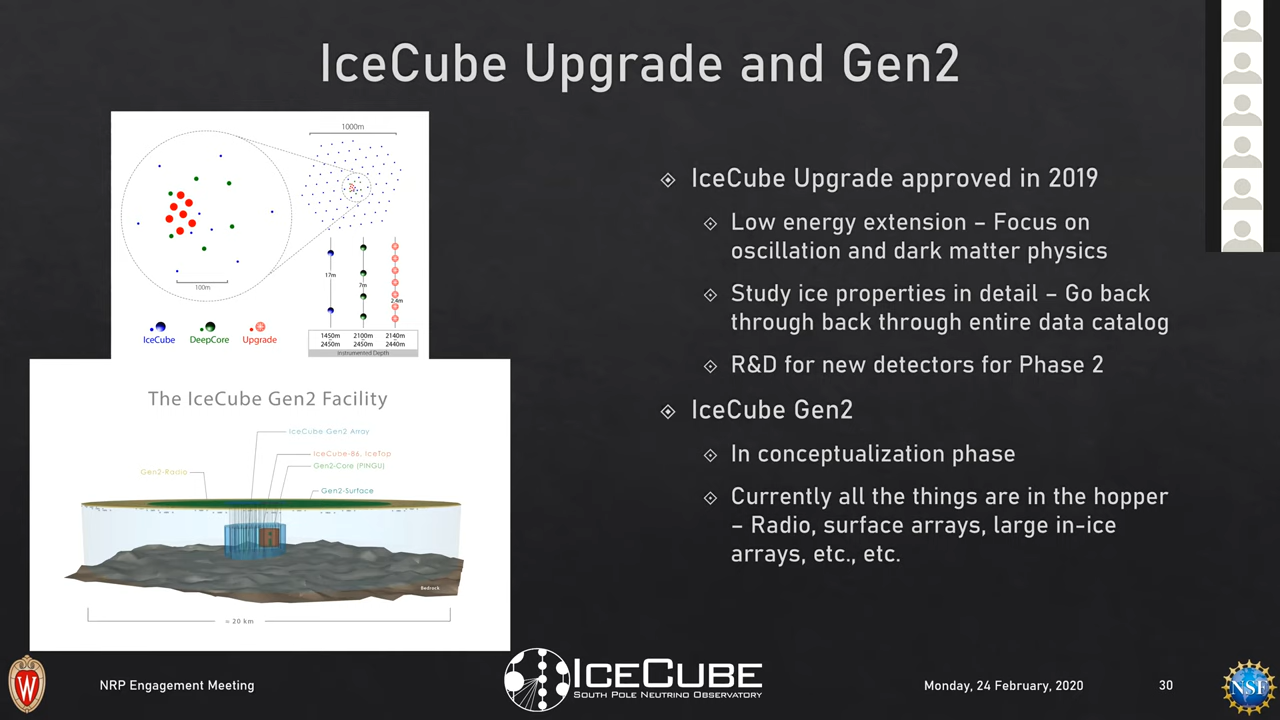 IceCube Upgrade and Gen2
1000m
100m
17m
7m
2.4m
IceCube
DeepCore
Upgrade
1450m 2100m 2140m
2450m 2450m 2440m
Instrumented Depth
The IceCube Gen2 Facility
IceCube Gen2 Array
IceCube-86, IceTop
Gen2-Core (PINGU)
Gen2-Radio
Gen2-Surface
Bedrock
≈ 20 km
IceCube Upgrade approved in 2019
Low energy extension – Focus on
oscillation and dark matter physics
Study ice properties in detail – Go back
through back through entire data catalog
R&D for new detectors for Phase 2
IceCube Gen2
In conceptualization phase
Currently all the things are in the hopper
– Radio, surface arrays, large in-ice
arrays, etc., etc.
W
NRP Engagement Meeting
ICECUBE
SOUTH POLE NEUTRINO OBSERVATORY
Monday, 24 February, 2020
30
NSF